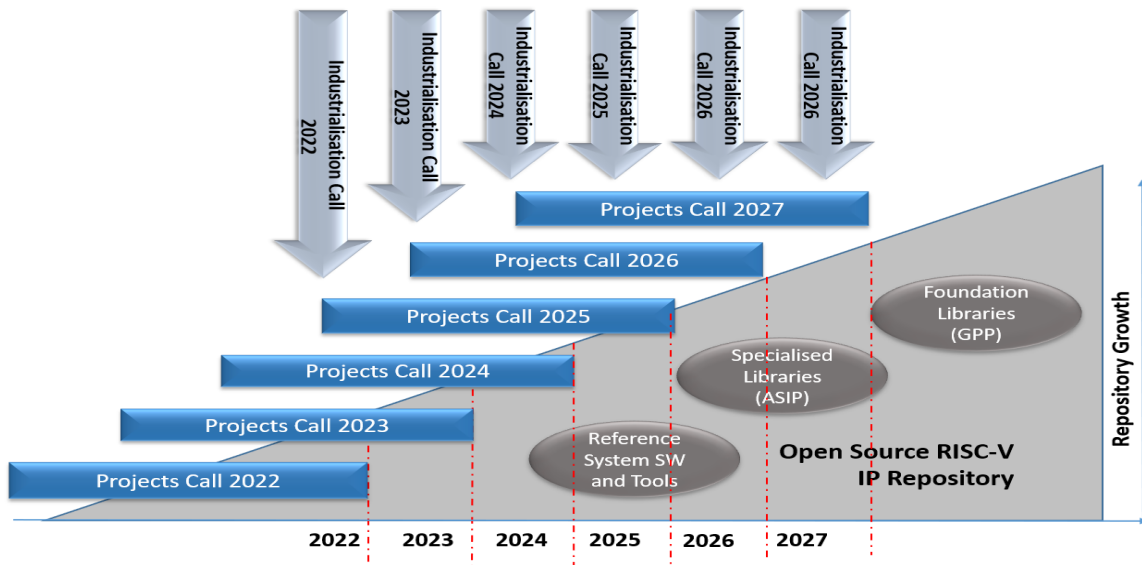 Industrialisation Call
2022
Industrialisation Call
2023
Industrialisation
Call 2024
Industrialisation
Call 2025
Industrialisation
Call 2026
Industrialisation
Call 2026
Projects Call 2027
Projects Call 2026
Projects Call 2025
Projects Call 2024
Projects Call 2023
Projects Call 2022
Foundation
Libraries
(GPP)
Specialised
Libraries
(ASIP)
Reference
System SW
and Tools
Open Source RISC-V
IP Repository
Repository Growth
2022
2023
2024
2025
2026
2027